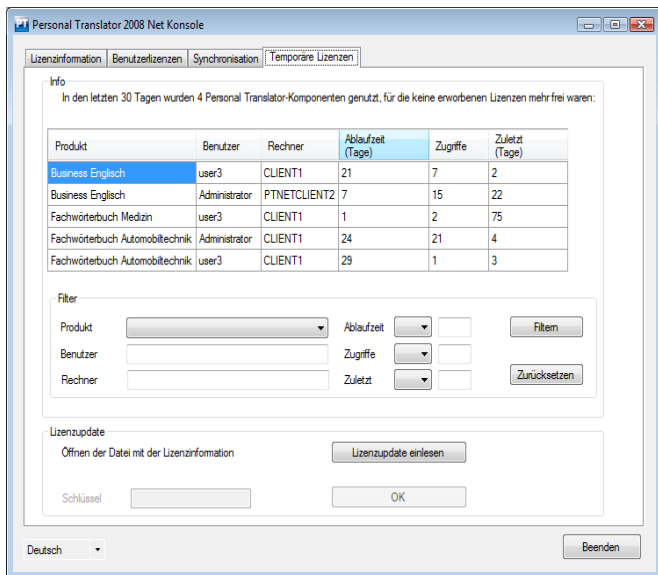 PT Personal Translator 2008 Net Konsole
Lizenzinformation Benutzerlizenzen Synchronisation Temporäre Lizenzen
Info
In den letzten 30 Tagen wurden 4 Personal Translator-Komponenten genutzt, für die keine erworbenen Lizenzen mehr frei waren:
Produkt Benutzer Rechner Ablaufzeit (Tage) Zugriffe Zuletzt (Tage)
Business Englisch user3 CLIENT1 21 7 2
Business Englisch Administrator PTNETCLIENT2 7 15 22
Fachwörterbuch Medizin user3 CLIENT1 1 2 75
Fachwörterbuch Automobiltechnik Administrator CLIENT1 24 21 4
Fachwörterbuch Automobiltechnik user3 CLIENT1 29 1 3
Filter
Produkt Ablaufzeit Filtern
Benutzer Zugriffe
Rechner Zuletzt Zurücksetzen
Lizenzupdate
Öffnen der Datei mit der Lizenzinformation Lizenzupdate einlesen
Schlüssel OK
Deutsch Beenden